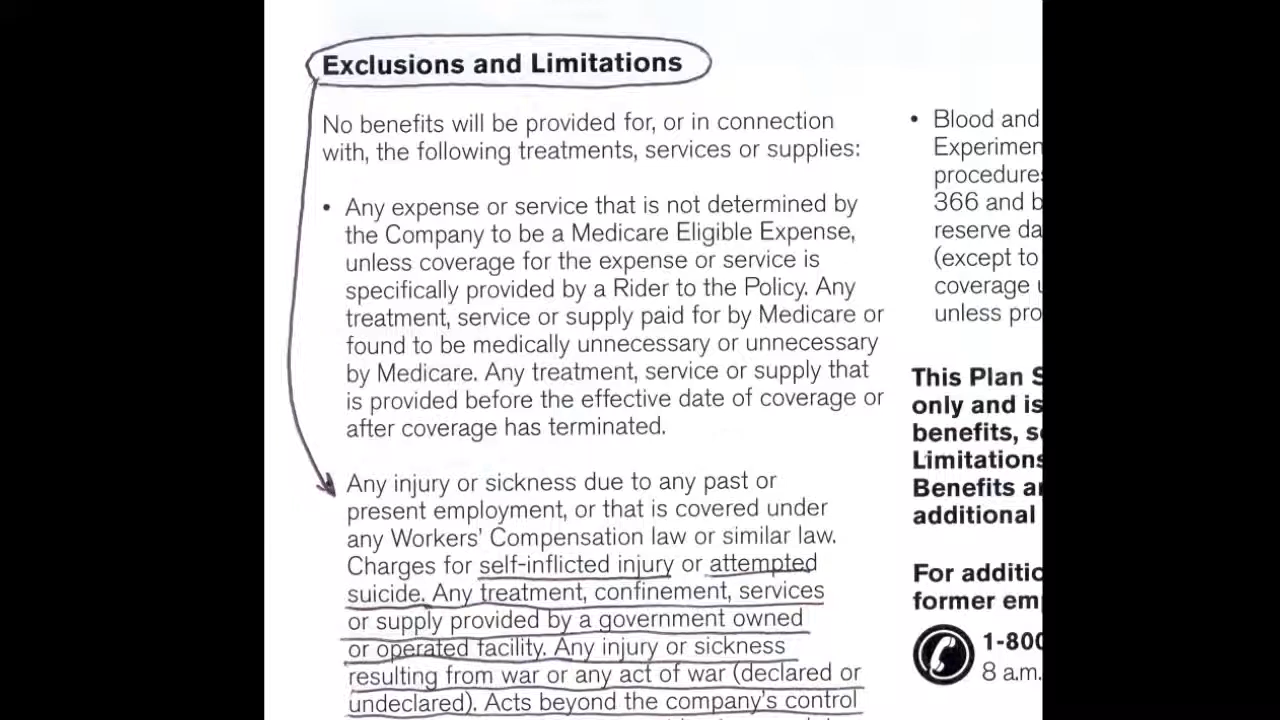 Exclusions and Limitations
No benefits will be provided for, or in connection
with, the following treatments, services or supplies:
• Any expense or service that is not determined by
the Company to be a Medicare Eligible Expense,
unless coverage for the expense or service is
specifically provided by a Rider to the Policy. Any
treatment, service or supply paid for by Medicare or
found to be medically unnecessary or unnecessary
by Medicare. Any treatment, service or supply that
is provided before the effective date of coverage or
after coverage has terminated.
Any injury or sickness due to any past or
present employment, or that is covered under
any Workers' Compensation law or similar law.
Charges for self-inflicted injury or attempted
suicide. Any treatment, confinement, services
or supply provided by a government owned
or operated facility. Any injury or sickness
resulting from war or any act of war (declared or
undeclared). Acts beyond the company's control
• Blood and
Experimen
procedures
366 and b
reserve da
(except to
coverage
unless pro
This Plan S
only and is
benefits, s
Limitations
Benefits a
additional
For additio
former em
1-800
8 a.m.